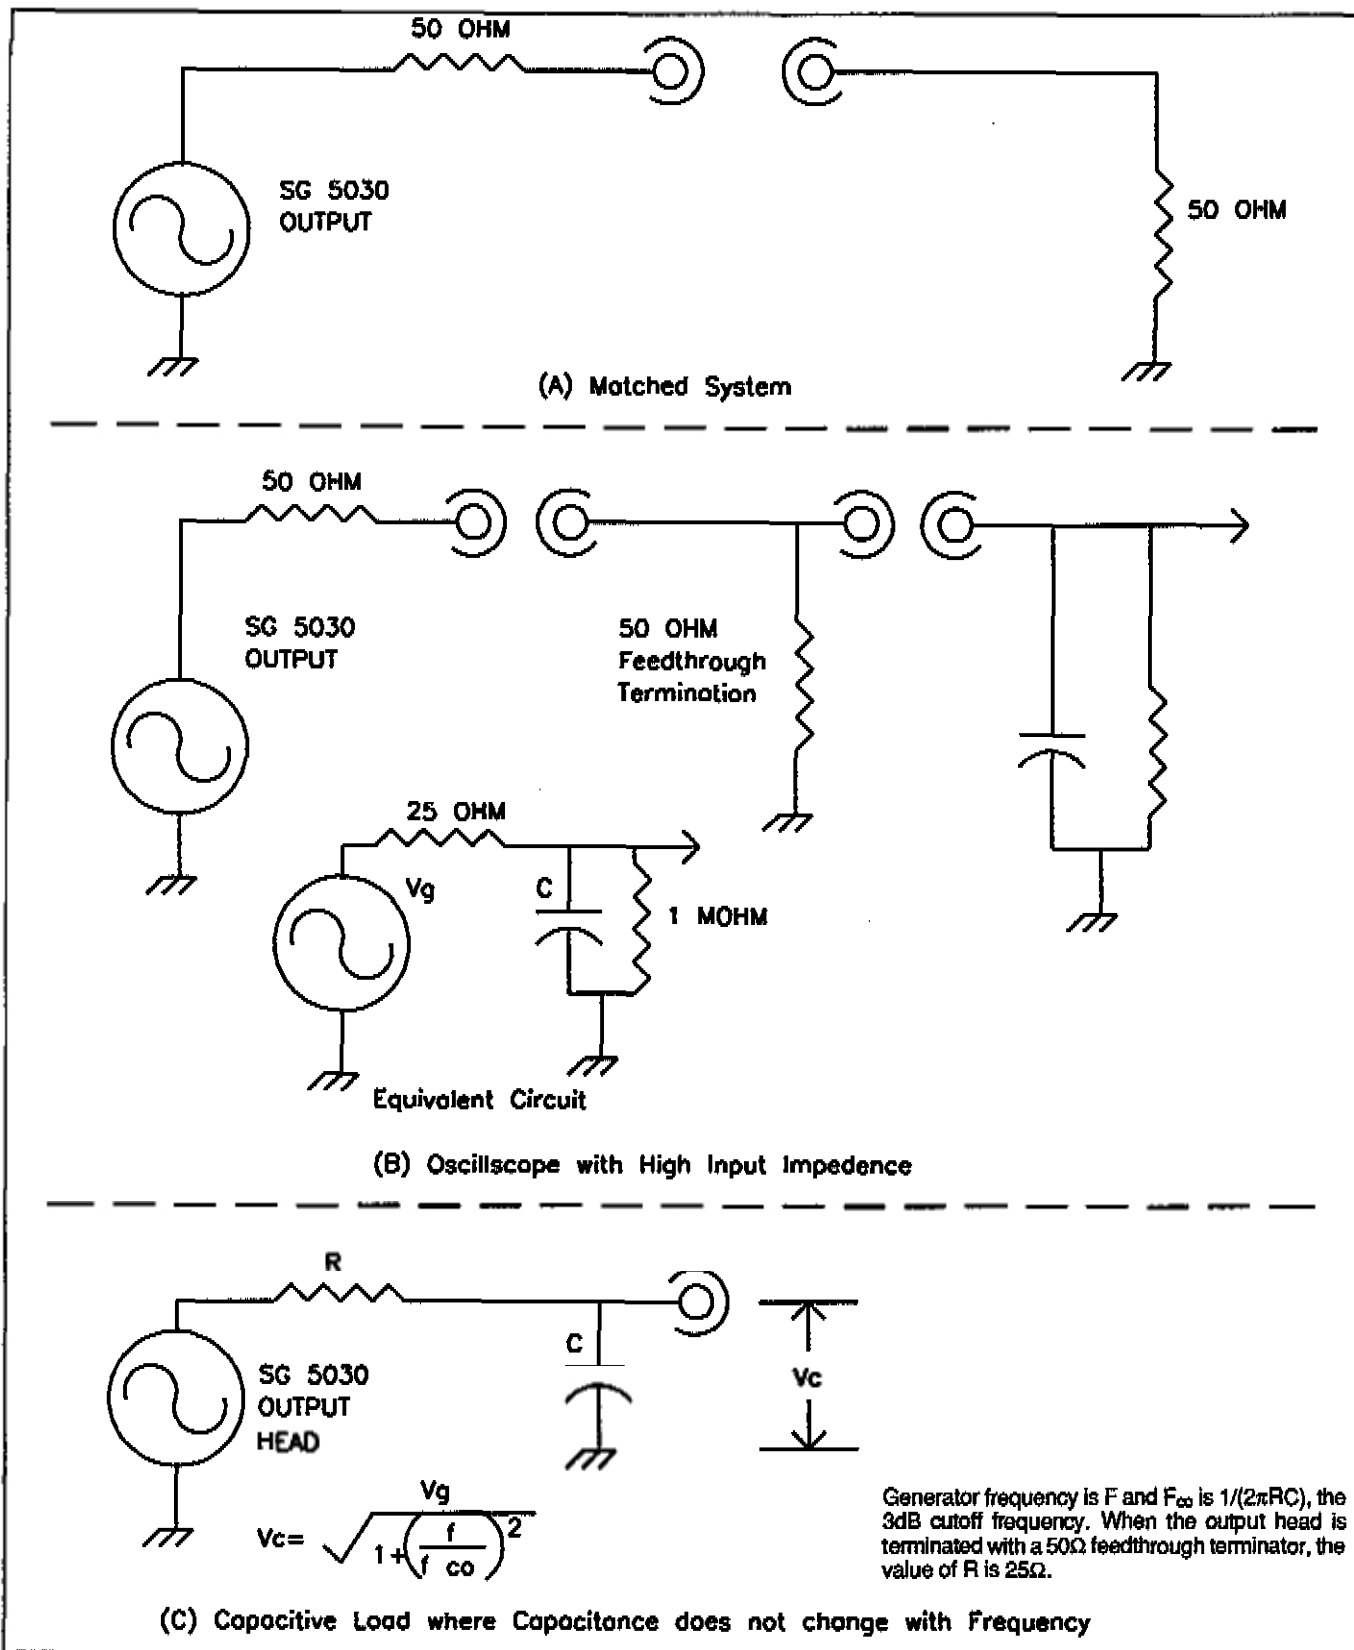 50 OHM
SG 5030
OUTPUT
50 OHM
(A) Matched System
50 OHM
SG 5030
OUTPUT
50 OHM
Feedthrough
Termination
25 OHM
Vg
C
1 MOHM
Equivalent Circuit
(B) Oscillscope with High Input Impedence
R
C
SG 5030
OUTPUT
HEAD
Vc
Vc= Vg / √1+(f / f co)²
Generator frequency is F and F∞ is 1/(2πRC), the
3dB cutoff frequency. When the output head is
terminated with a 50Ω feedthrough terminator, the
value of R is 25Ω.
(C) Capacitive Load where Capacitance does not change with Frequency